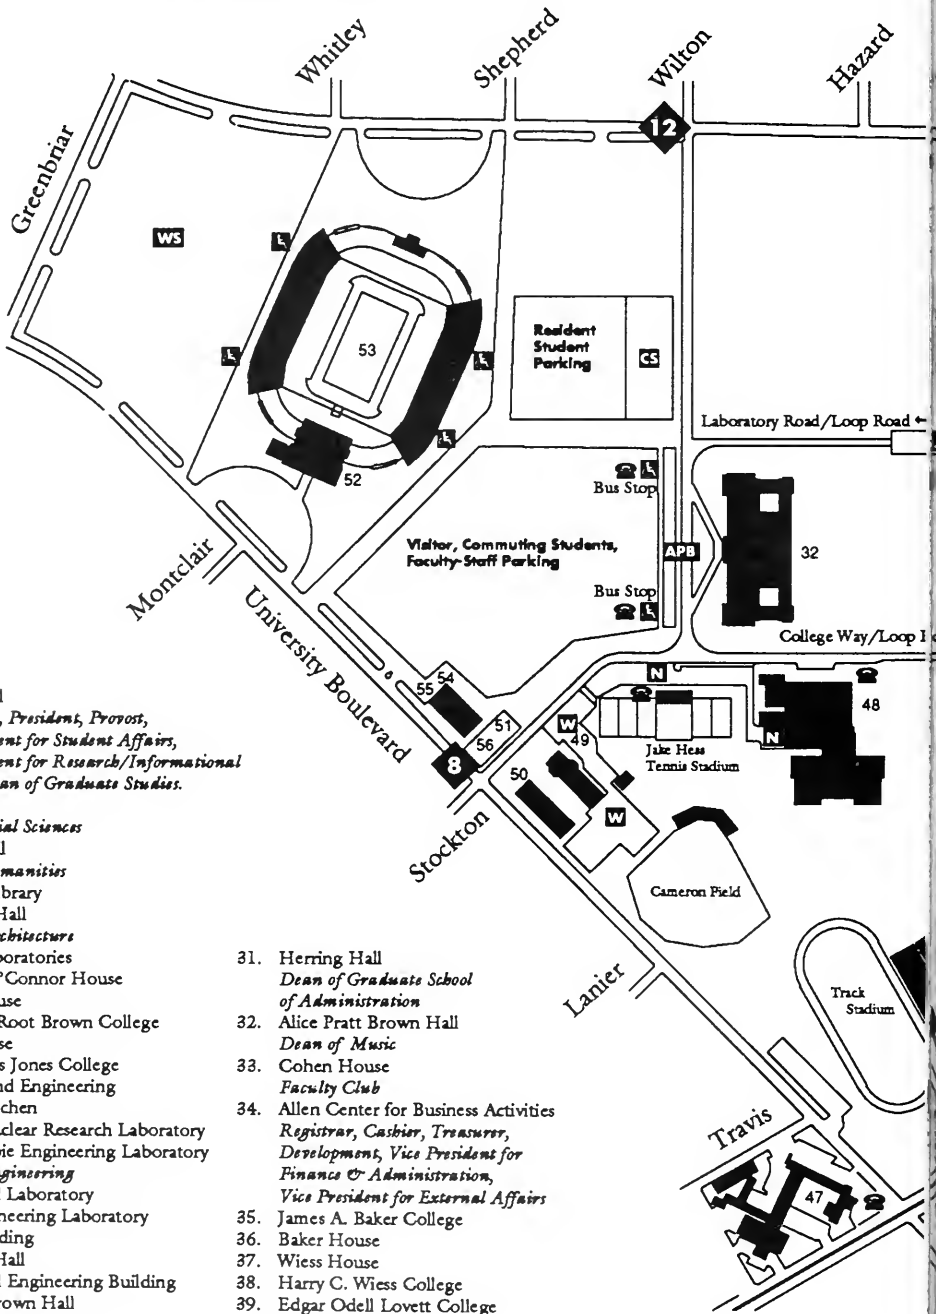 Whitley
Shepherd
Wilton
Hazard
12
Greenbriar
WS
53
Resident
Student
Parking
CS
Laboratory Road/Loop Road
52
Bus Stop
Visitor, Commuting Students,
Faculty-Staff Parking
APB
32
Montclair
Bus Stop
College Way/Loop
University Boulevard
54
55
N
48
51
W
49
56
N
Jake Hess
Tennis Stadium
8
50
W
Stockton
Cameron Field
Lanier
Track
Stadium
Travis
47
l
, President, Provost,
ent for Student Affairs,
ent for Research/Informational
an of Graduate Studies.
ial Sciences
l
manities
brary
Hall
chitecture
boratories
'Connor House
use
Root Brown College
se
s Jones College
nd Engineering
chen
clear Research Laboratory
ie Engineering Laboratory
gineering
l Laboratory
neering Laboratory
ding
Hall
l Engineering Building
rown Hall
31. Herring Hall
Dean of Graduate School
of Administration
32. Alice Pratt Brown Hall
Dean of Music
33. Cohen House
Faculty Club
34. Allen Center for Business Activities
Registrar, Cashier, Treasurer,
Development, Vice President for
Finance & Administration,
Vice President for External Affairs
35. James A. Baker College
36. Baker House
37. Wiess House
38. Harry C. Wiess College
39. Edgar Odell Lovett College